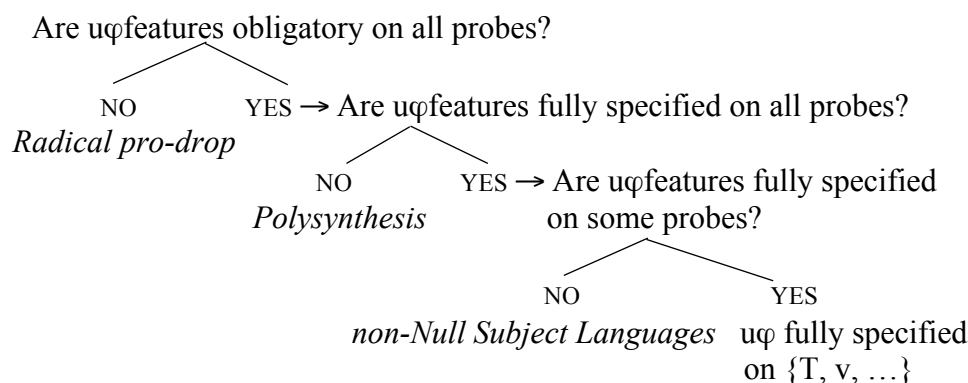 Are uφfeatures obligatory on all probes?
NO YES → Are uφfeatures fully specified on all probes?
Radical pro-drop
NO YES → Are uφfeatures fully specified
Polysynthesis on some probes?
NO YES
non-Null Subject Languages uφ fully specified
on {T, v, …}